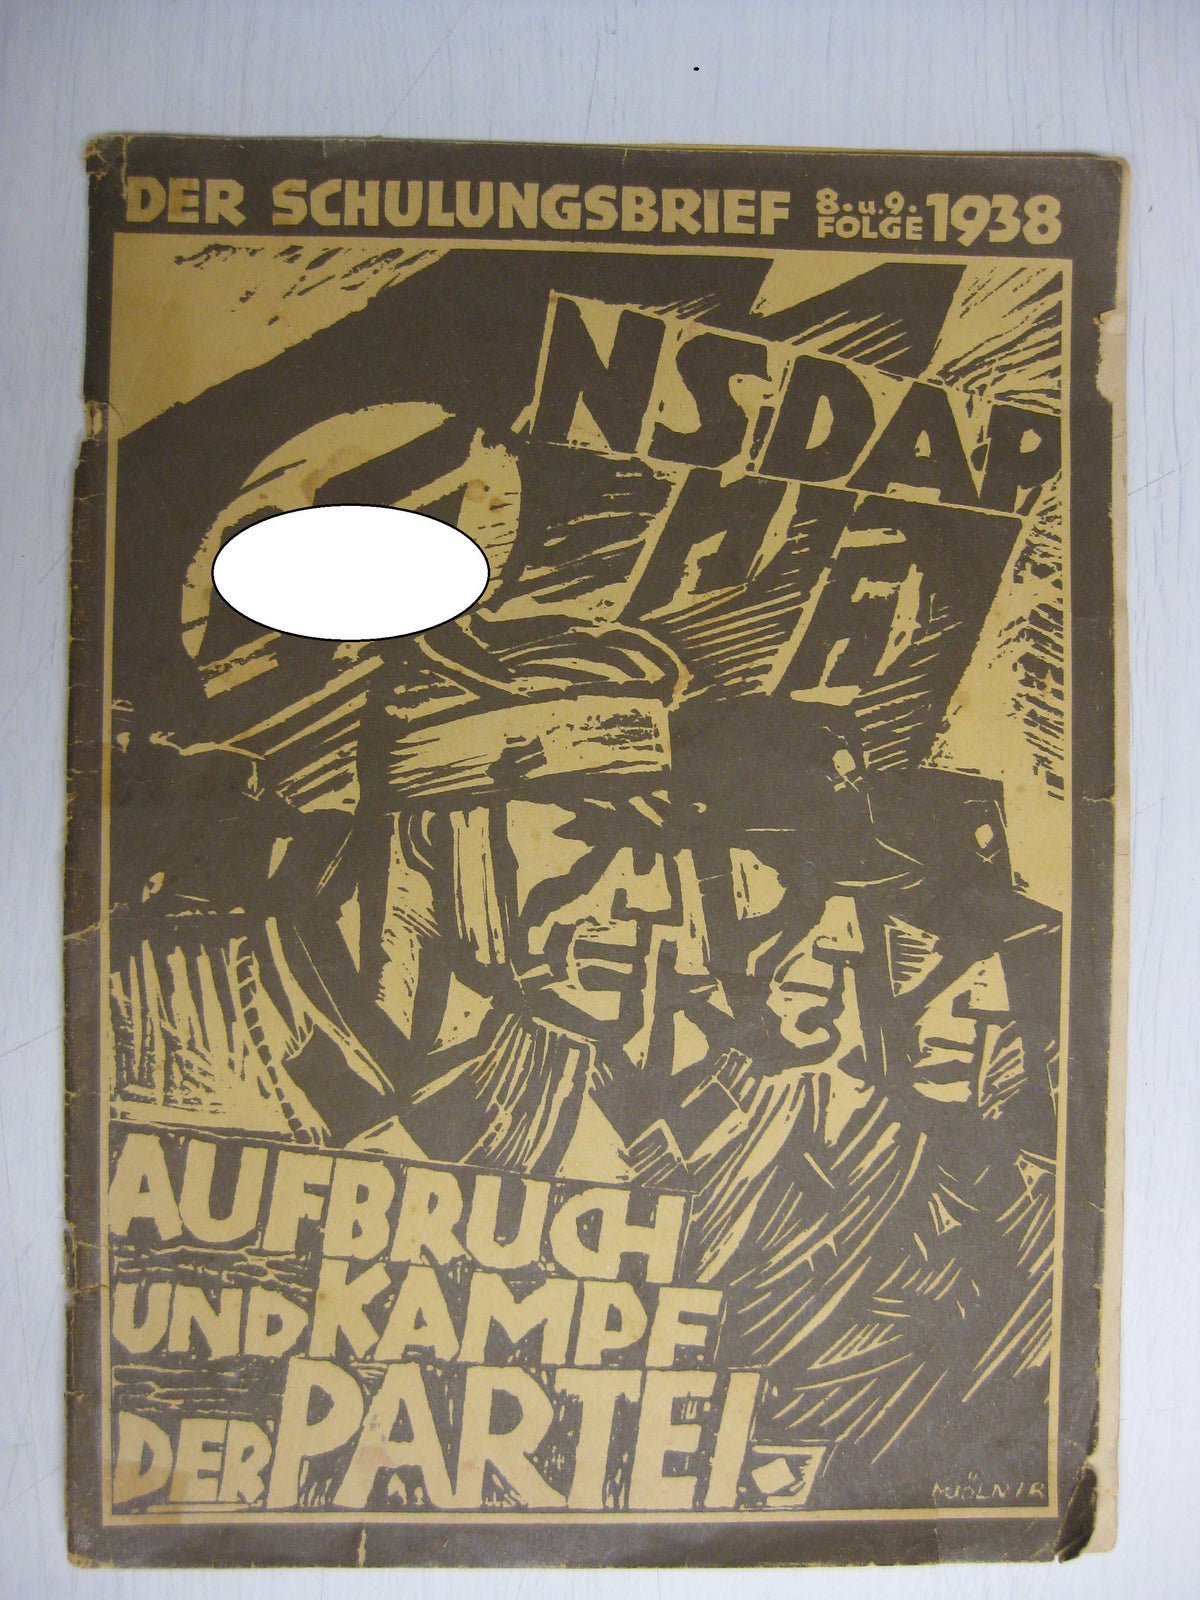 DER SCHULUNGSBRIEF 8. u. 9. FOLGE 1938
NSDAP
AUFBRUCH
UND KAMPF
DER PARTEI.
MJÖLNIR